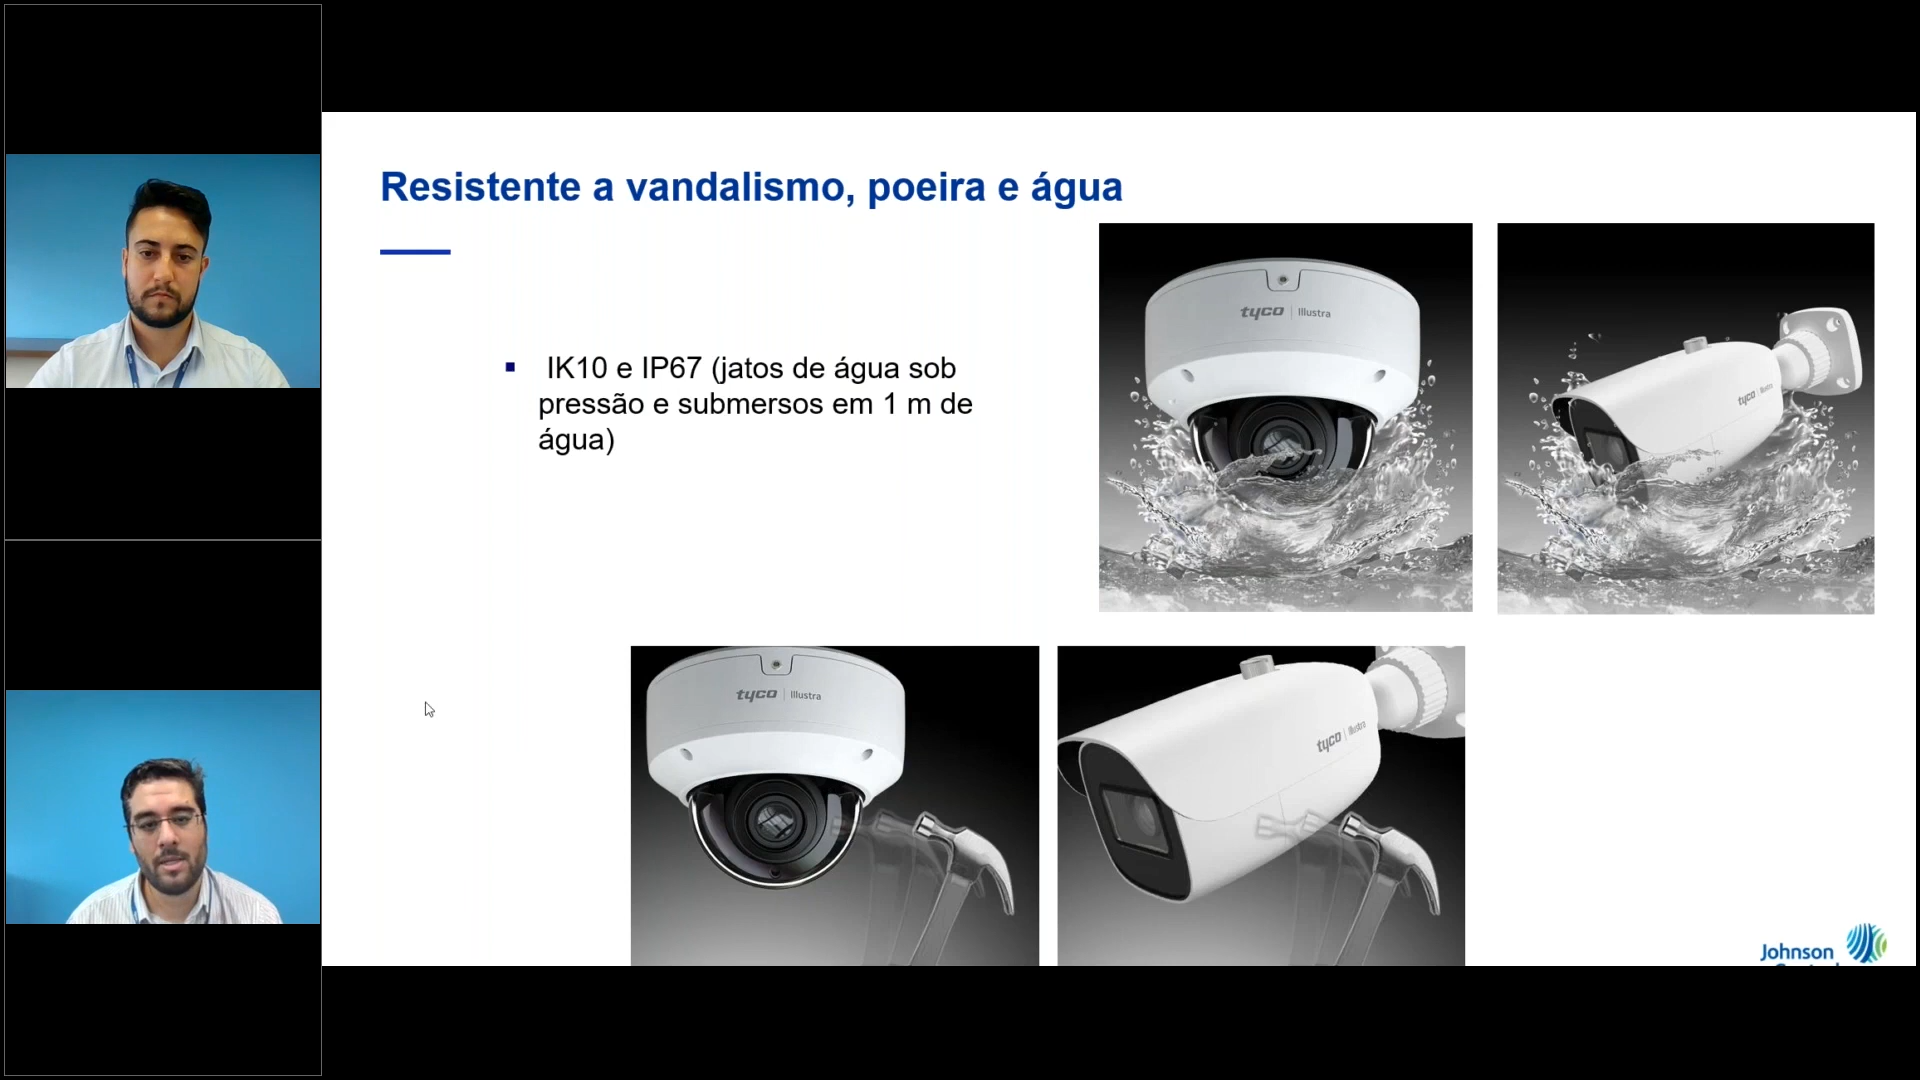 Resistente a vandalismo, poeira e água
▪ IK10 e IP67 (jatos de água sob
pressão e submersos em 1 m de
água)
tyco | Illustra
tyco | Illustra
tyco | Illustra
tyco | Illustra
Johnson